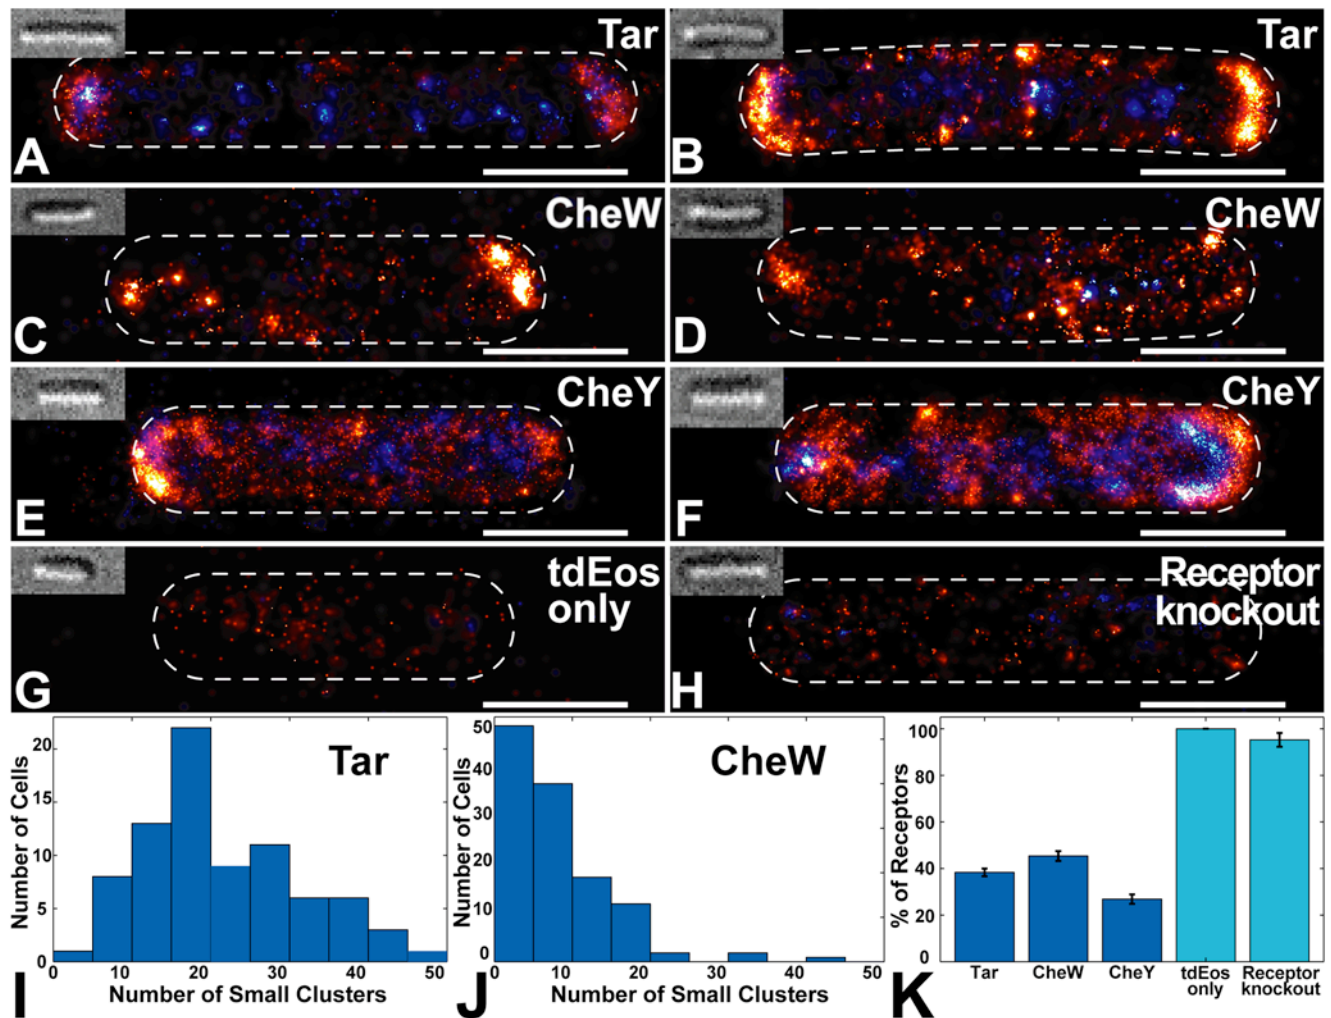 Tar
A
Tar
B
CheW
C
CheW
D
CheY
E
CheY
F
tdEos
only
G
Receptor
knockout
H
Tar
Number of Cells
20
15
10
5
0
0 10 20 30 40 50
Number of Small Clusters
I
CheW
Number of Cells
50
40
30
20
10
0
0 10 20 30 40 50
Number of Small Clusters
J
% of Receptors
100
80
60
40
20
0
Tar CheW CheY tdEos only Receptor knockout
K